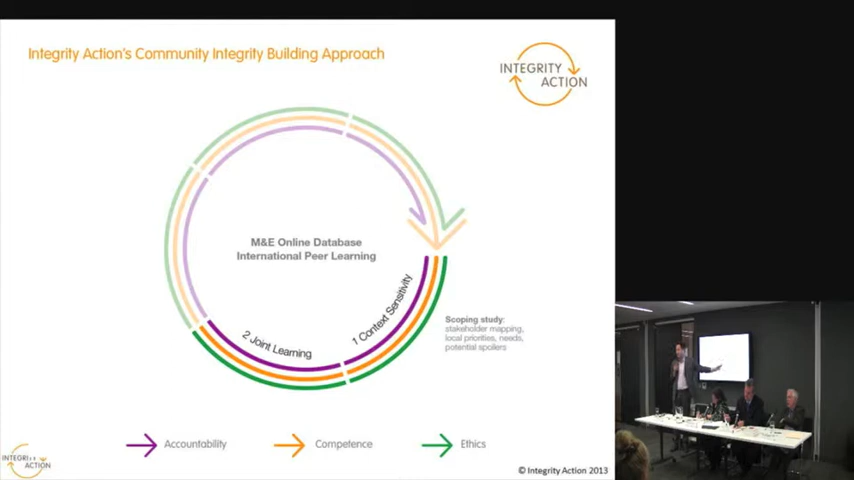 Integrity Action's Community Integrity Building Approach
INTEGRITY
ACTION
M&E Online Database
International Peer Learning
1 Context Sensitivity
2 Joint Learning
Scoping study:
stakeholder mapping,
local priorities, needs,
potential spoilers
Accountability
Competence
Ethics
INTEGRITY
ACTION
© Integrity Action 2013